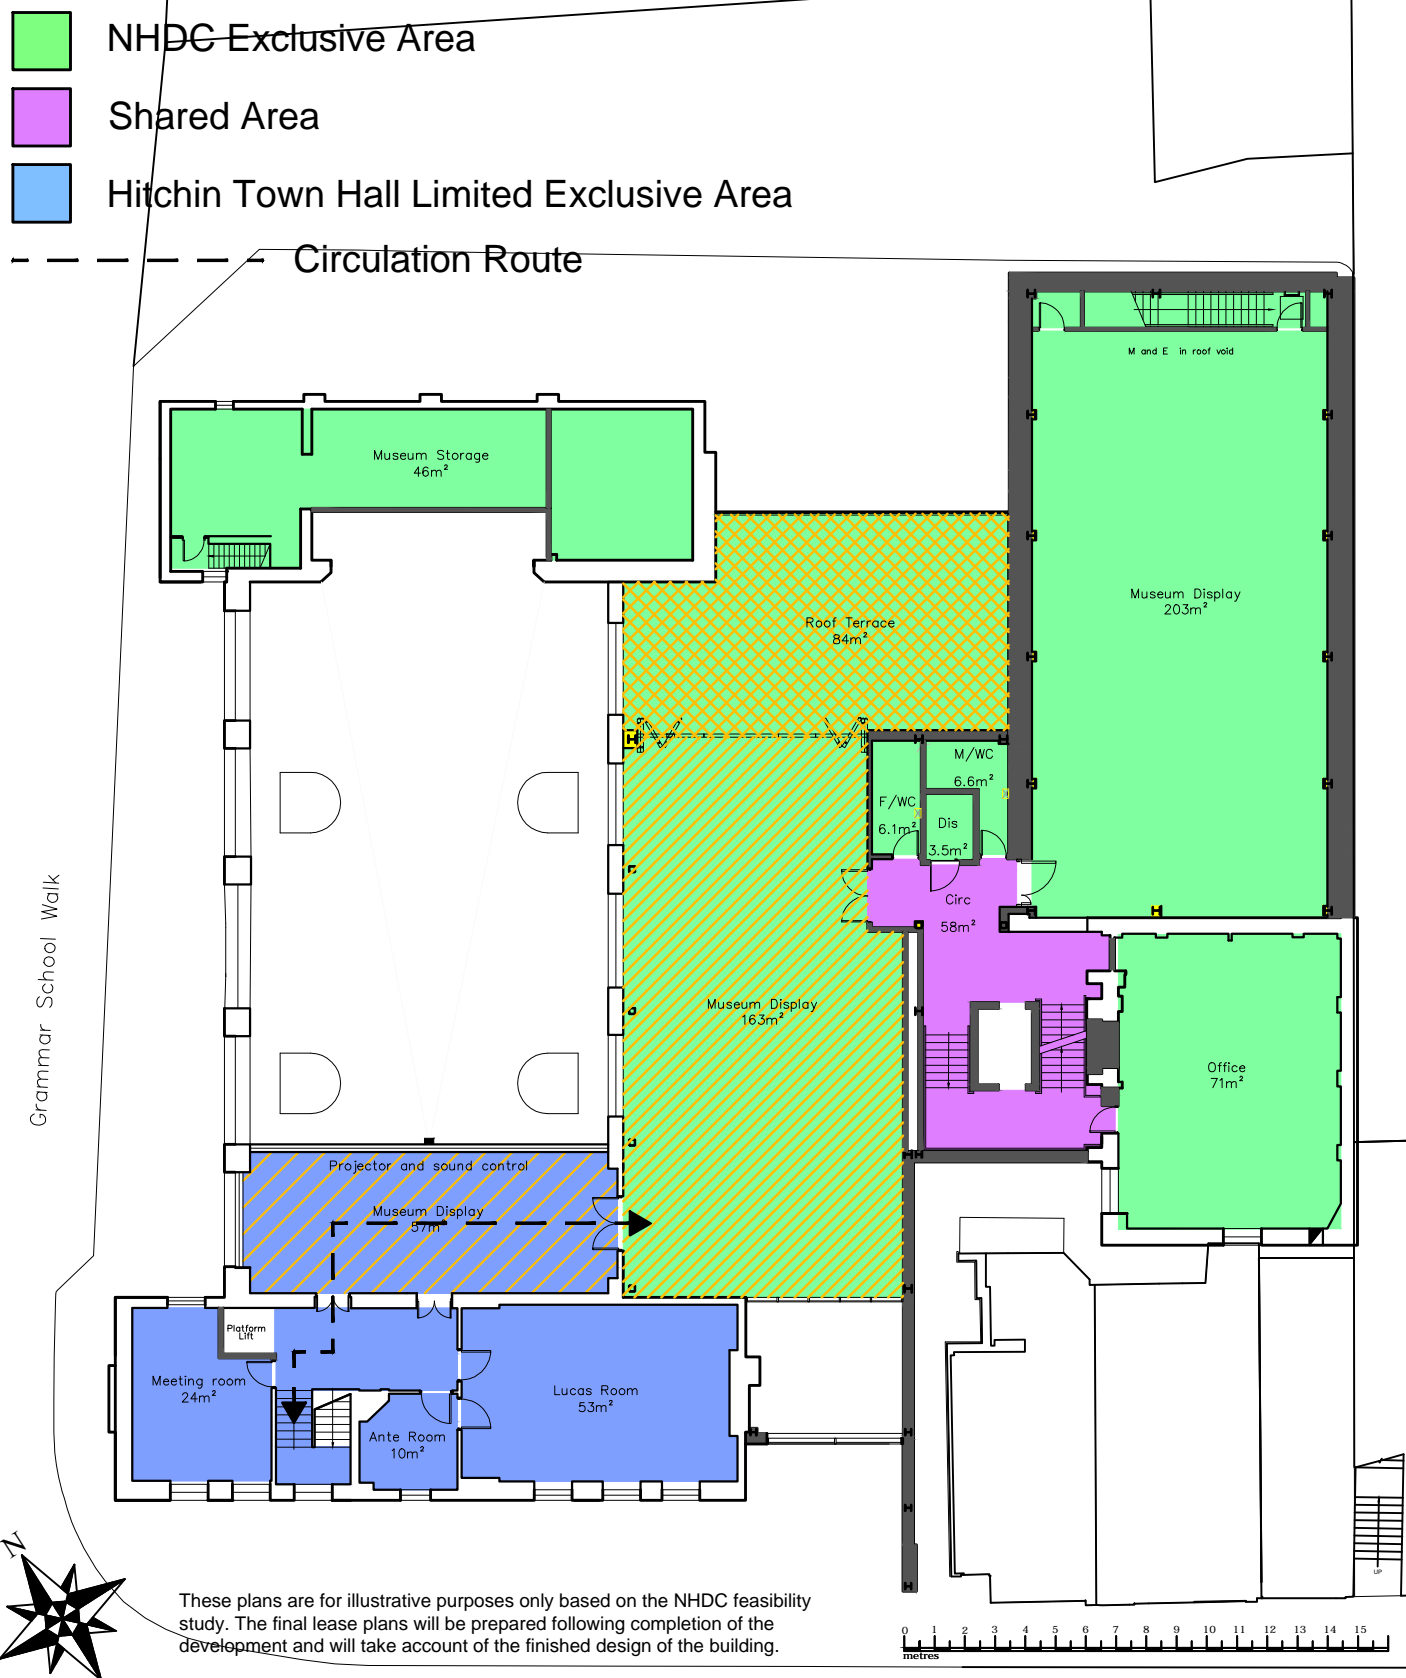 NHDC Exclusive Area
Shared Area
Hitchin Town Hall Limited Exclusive Area
Circulation Route
M and E in roof void
Museum Storage
46m²
Museum Display
203m²
Roof Terrace
84m²
M/WC
6.6m²
F/WC
6.1m²
Dis
3.5m²
Circ
58m²
Grammar School Walk
Museum Display
163m²
Office
71m²
Projector and sound control
Museum Display
57m²
Platform
Lift
Meeting room
24m²
Lucas Room
53m²
Ante Room
10m²
N
UP
These plans are for illustrative purposes only based on the NHDC feasibility
study. The final lease plans will be prepared following completion of the
development and will take account of the finished design of the building.
0 1 2 3 4 5 6 7 8 9 10 11 12 13 14 15
metres